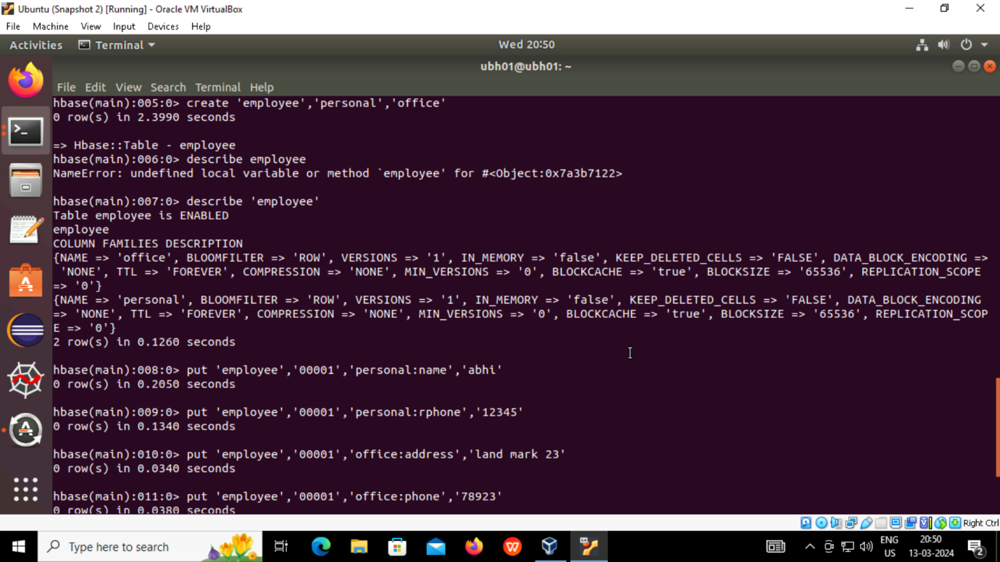 Ubuntu (Snapshot 2) [Running] - Oracle VM VirtualBox
File Machine View Input Devices Help
Activities Terminal Wed 20:50
ubh01@ubh01: ~
File Edit View Search Terminal Help
hbase(main):005:0> create 'employee','personal','office'
0 row(s) in 2.3990 seconds
=> Hbase::Table - employee
hbase(main):006:0> describe employee
NameError: undefined local variable or method `employee' for #<Object:0x7a3b7122>
hbase(main):007:0> describe 'employee'
Table employee is ENABLED
employee
COLUMN FAMILIES DESCRIPTION
{NAME => 'office', BLOOMFILTER => 'ROW', VERSIONS => '1', IN_MEMORY => 'false', KEEP_DELETED_CELLS => 'FALSE', DATA_BLOCK_ENCODING =>
'NONE', TTL => 'FOREVER', COMPRESSION => 'NONE', MIN_VERSIONS => '0', BLOCKCACHE => 'true', BLOCKSIZE => '65536', REPLICATION_SCOPE
=> '0'}
{NAME => 'personal', BLOOMFILTER => 'ROW', VERSIONS => '1', IN_MEMORY => 'false', KEEP_DELETED_CELLS => 'FALSE', DATA_BLOCK_ENCODING
=> 'NONE', TTL => 'FOREVER', COMPRESSION => 'NONE', MIN_VERSIONS => '0', BLOCKCACHE => 'true', BLOCKSIZE => '65536', REPLICATION_SCOP
E => '0'}
2 row(s) in 0.1260 seconds
hbase(main):008:0> put 'employee','00001','personal:name','abhi'
0 row(s) in 0.2050 seconds
hbase(main):009:0> put 'employee','00001','personal:rphone','12345'
0 row(s) in 0.1340 seconds
hbase(main):010:0> put 'employee','00001','office:address','land mark 23'
0 row(s) in 0.0340 seconds
hbase(main):011:0> put 'employee','00001','office:phone','78923'
0 row(s) in 0.0380 seconds
Right Ctrl
Type here to search
ENG
US
20:50
13-03-2024
2